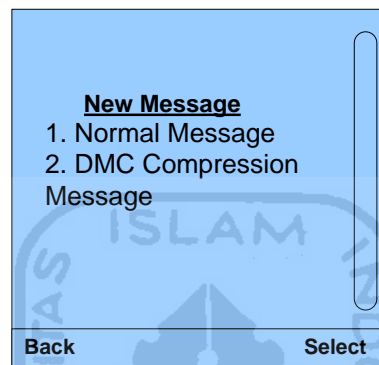 New Message
1. Normal Message
2. DMC Compression
Message
ISLAM
Back Select